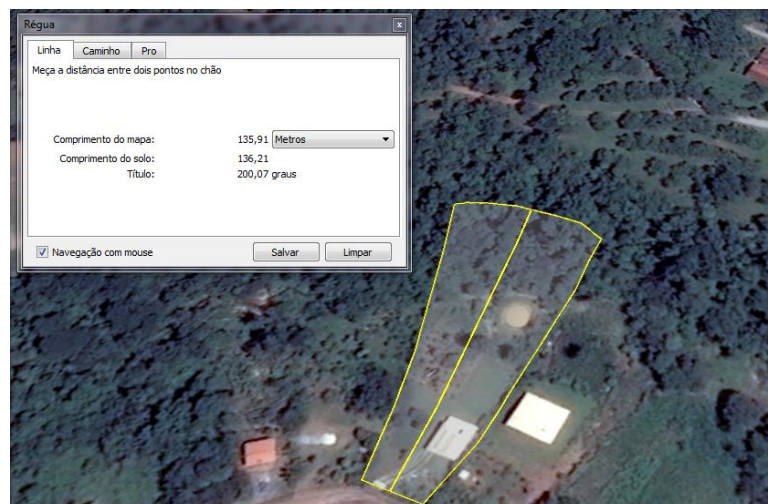 Régua
Linha Caminho Pro
Meça a distância entre dois pontos no chão
Comprimento do mapa: 135,91 Metros
Comprimento do solo: 136,21
Título: 200,07 graus
Navegação com mouse Salvar Limpar